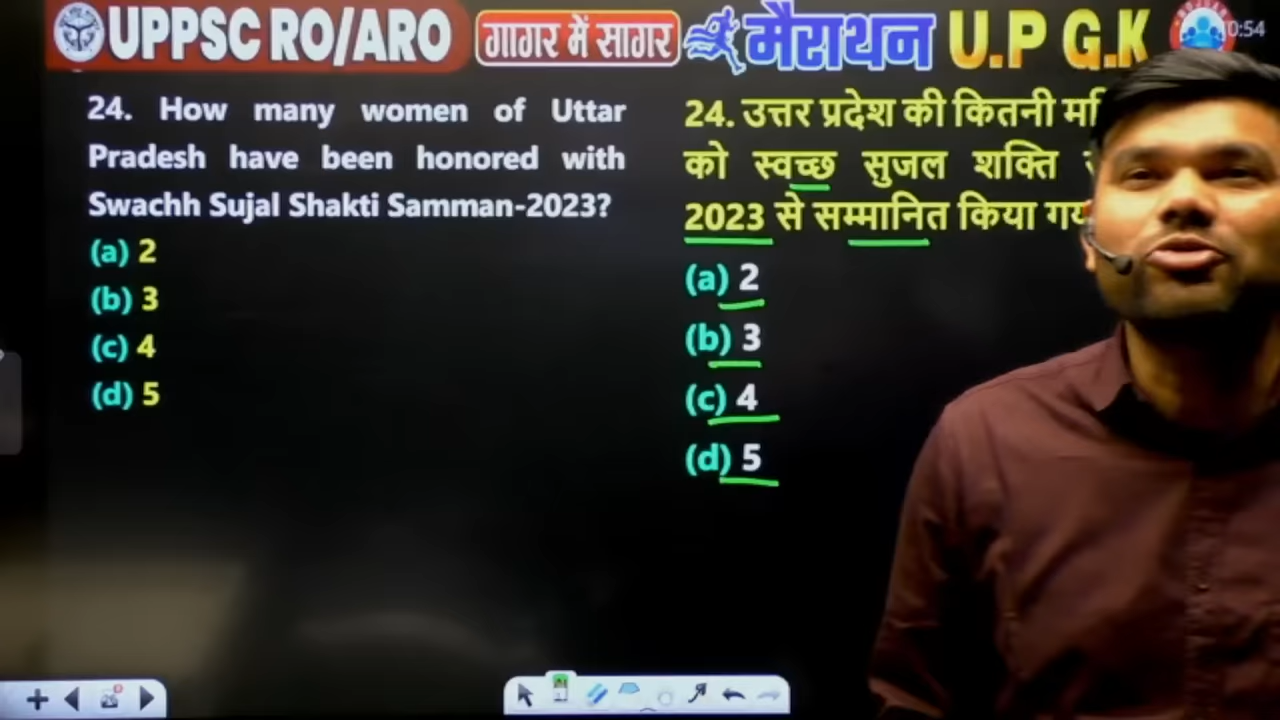 UPPSC RO/ARO गागर में सागर मैराथन U.P G.K
0:54
24. How many women of Uttar
Pradesh have been honored with
Swachh Sujal Shakti Samman-2023?
(a) 2
(b) 3
(c) 4
(d) 5
24. उत्तर प्रदेश की कितनी
को स्वच्छ सुजल शक्ति
2023 से सम्मानित किया
(a) 2
(b) 3
(c) 4
(d) 5